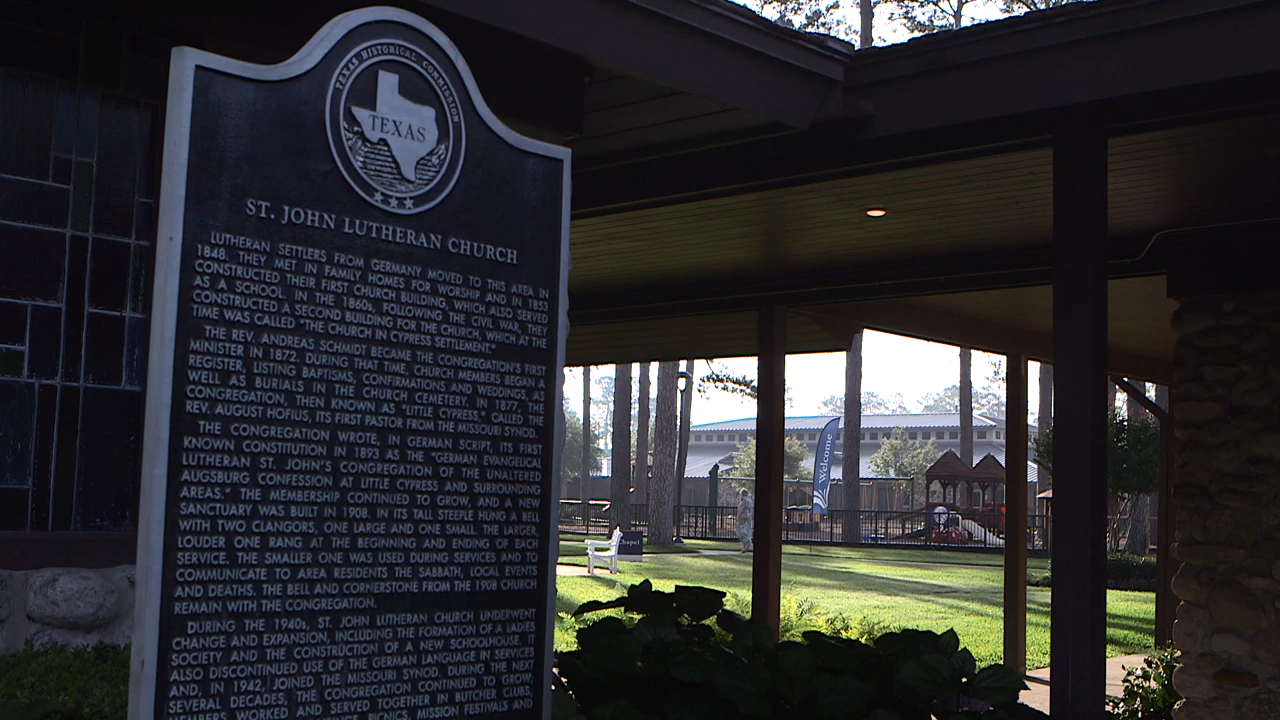 TEXAS HISTORICAL COMMISSION
TEXAS
ST. JOHN LUTHERAN CHURCH
LUTHERAN SETTLERS FROM GERMANY MOVED TO THIS AREA IN
1848. THEY MET IN FAMILY HOMES FOR WORSHIP AND IN 1853
CONSTRUCTED THEIR FIRST CHURCH BUILDING, WHICH ALSO SERVED
AS A SCHOOL. IN THE 1860s, FOLLOWING THE CIVIL WAR, THEY
CONSTRUCTED A SECOND BUILDING FOR THE CHURCH, WHICH AT THE
TIME WAS CALLED "THE CHURCH IN CYPRESS SETTLEMENT."
THE REV. ANDREAS SCHMIDT BECAME THE CONGREGATION'S FIRST
MINISTER IN 1872. DURING THAT TIME, CHURCH MEMBERS BEGAN A
REGISTER, LISTING BAPTISMS, CONFIRMATIONS AND WEDDINGS, AS
WELL AS BURIALS IN THE CHURCH CEMETERY. IN 1877, THE
CONGREGATION, THEN KNOWN AS "LITTLE CYPRESS," CALLED THE
REV. AUGUST HOFIUS, ITS FIRST PASTOR FROM THE MISSOURI SYNOD.
THE CONGREGATION WROTE, IN GERMAN SCRIPT, ITS FIRST
KNOWN CONSTITUTION IN 1893 AS THE "GERMAN EVANGELICAL
LUTHERAN ST. JOHN'S CONGREGATION OF THE UNALTERED
AUGSBURG CONFESSION AT LITTLE CYPRESS AND SURROUNDING
AREAS." THE MEMBERSHIP CONTINUED TO GROW, AND A NEW
SANCTUARY WAS BUILT IN 1908. IN ITS TALL STEEPLE HUNG A BELL
WITH TWO CLANGORS, ONE LARGE AND ONE SMALL. THE LARGER,
LOUDER ONE RANG AT THE BEGINNING AND ENDING OF EACH
SERVICE. THE SMALLER ONE WAS USED DURING SERVICES AND TO
COMMUNICATE TO AREA RESIDENTS THE SABBATH, LOCAL EVENTS
AND DEATHS. THE BELL AND CORNERSTONE FROM THE 1908 CHURCH
REMAIN WITH THE CONGREGATION.
DURING THE 1940s, ST. JOHN LUTHERAN CHURCH UNDERWENT
CHANGE AND EXPANSION, INCLUDING THE FORMATION OF A LADIES
SOCIETY AND THE CONSTRUCTION OF A NEW SCHOOLHOUSE. IT
ALSO DISCONTINUED USE OF THE GERMAN LANGUAGE IN SERVICES
AND, IN 1942, JOINED THE MISSOURI SYNOD. DURING THE NEXT
SEVERAL DECADES, THE CONGREGATION CONTINUED TO GROW;
MEMBERS WORKED AND SERVED TOGETHER IN BUTCHER CLUBS,
PICNICS, MISSION FESTIVALS AND
Welcome
Chapel